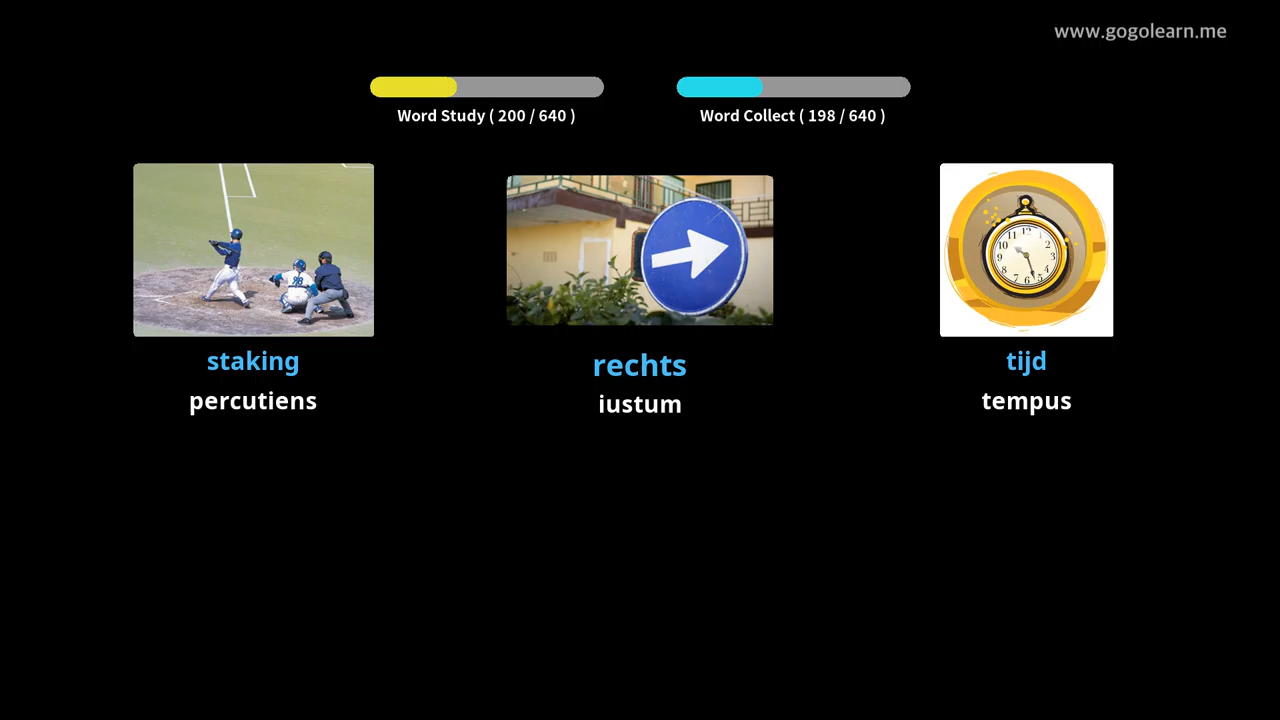 www.gogolearn.me
Word Study ( 200 / 640 )
Word Collect ( 198 / 640 )
staking
rechts
tijd
percutiens
iustum
tempus